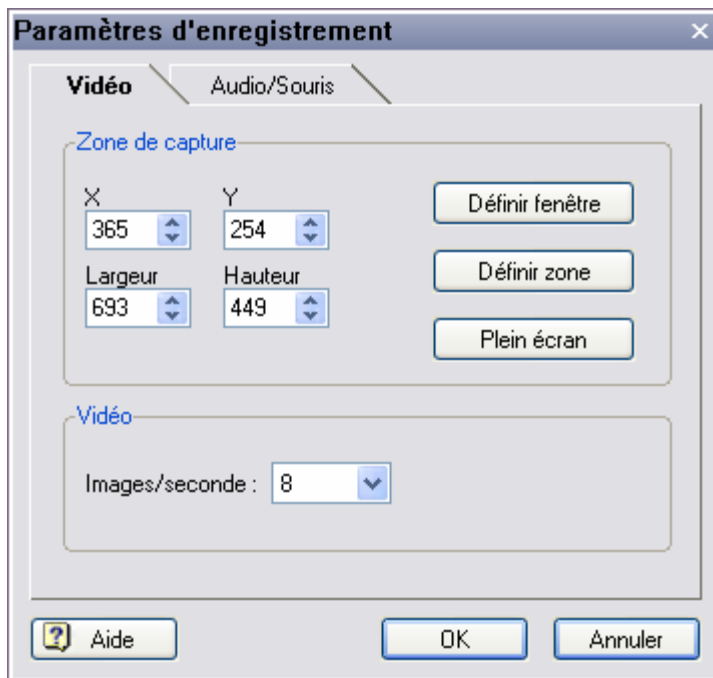 Paramètres d'enregistrement
Vidéo Audio/Souris
Zone de capture
X Y
365 254
Définir fenêtre
Largeur Hauteur
693 449
Définir zone
Plein écran
Vidéo
Images/seconde : 8
Aide OK Annuler